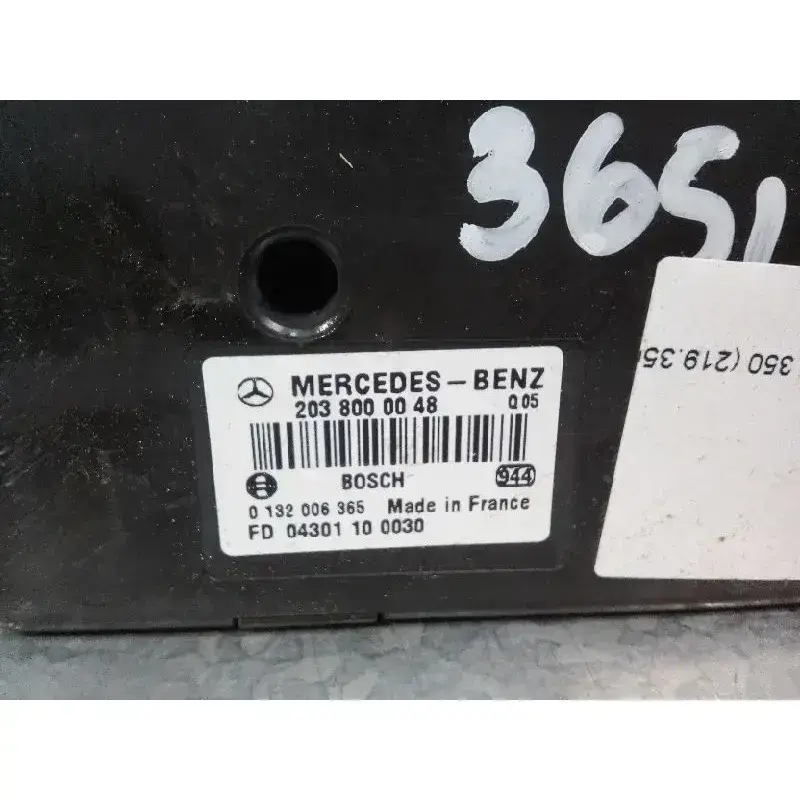 365,
350 (219.35
MERCEDES-BENZ
203 800 00 48 Q 05
BOSCH 944
0 132 006 365 Made in France
FD 04301 10 0030